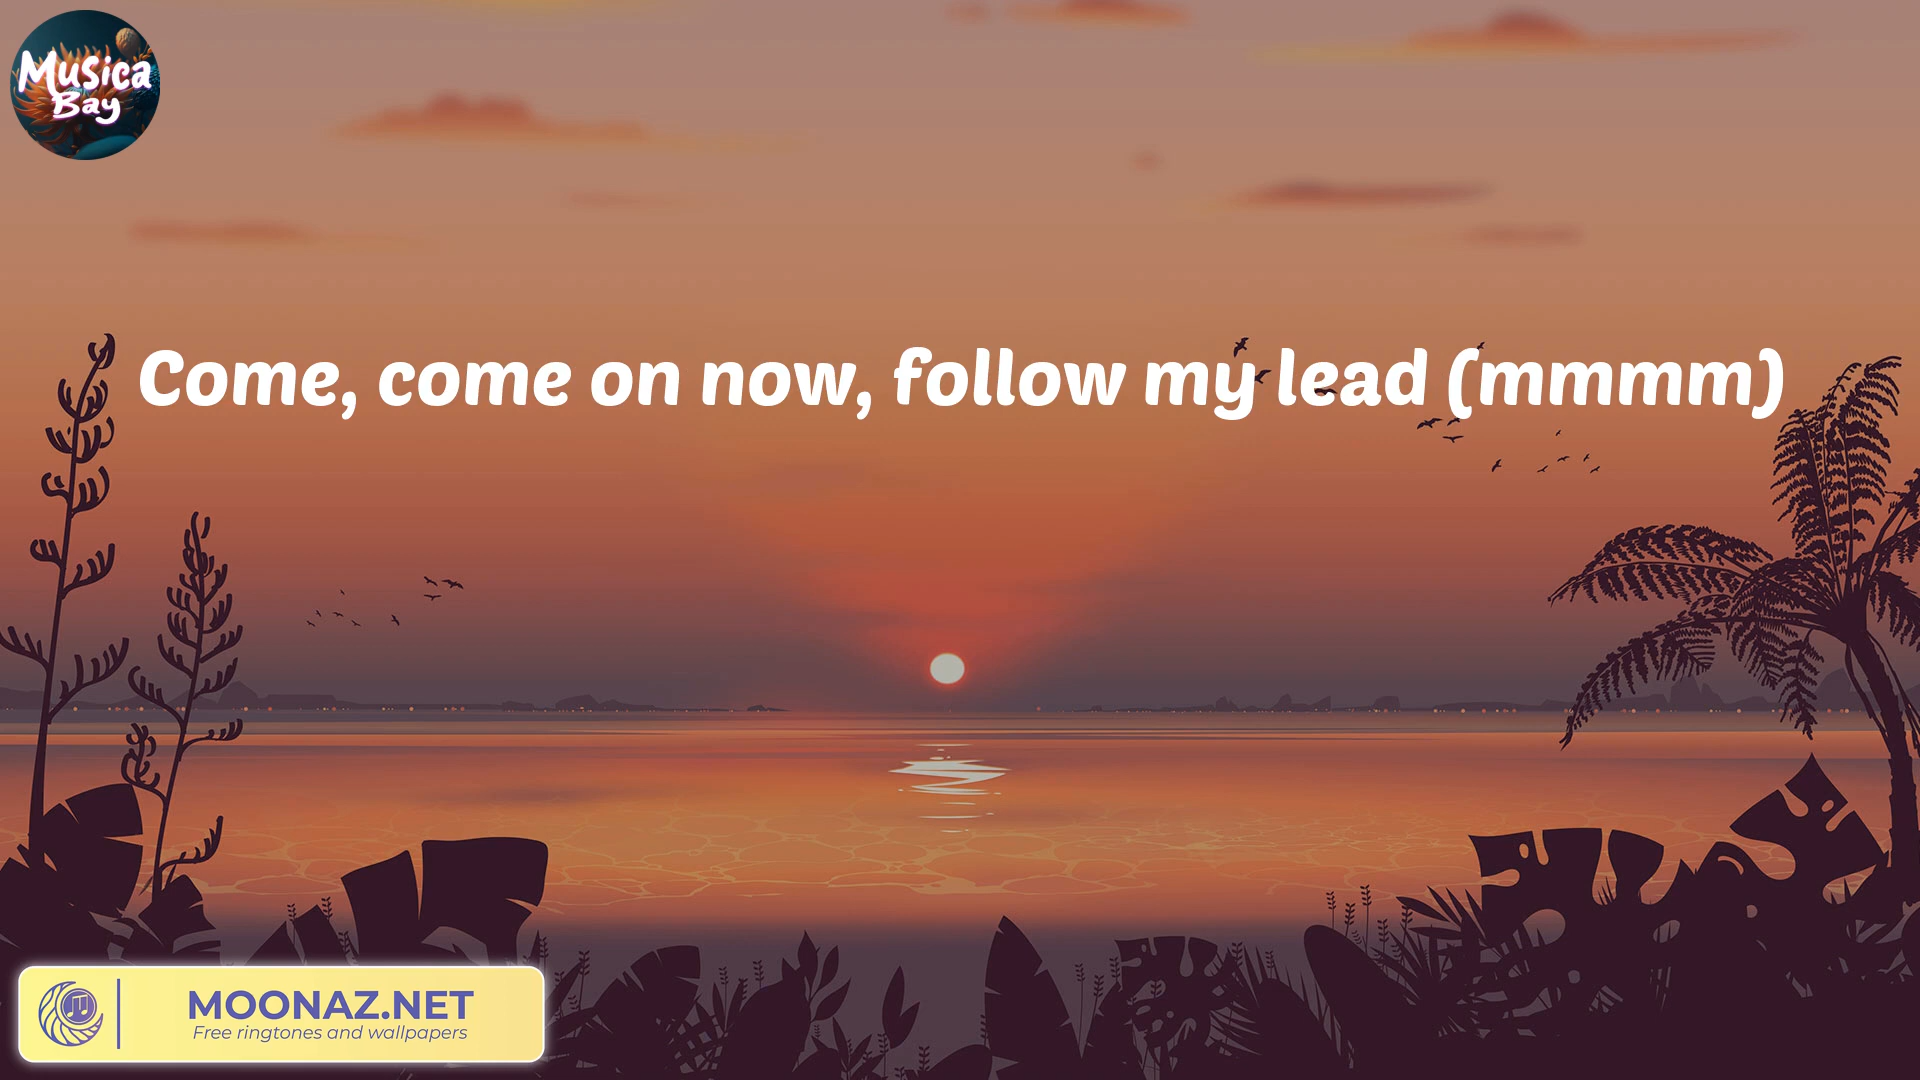 Musica
Bay
Come, come on now, follow my lead (mmmm)
MOONAZ.NET
Free ringtones and wallpapers